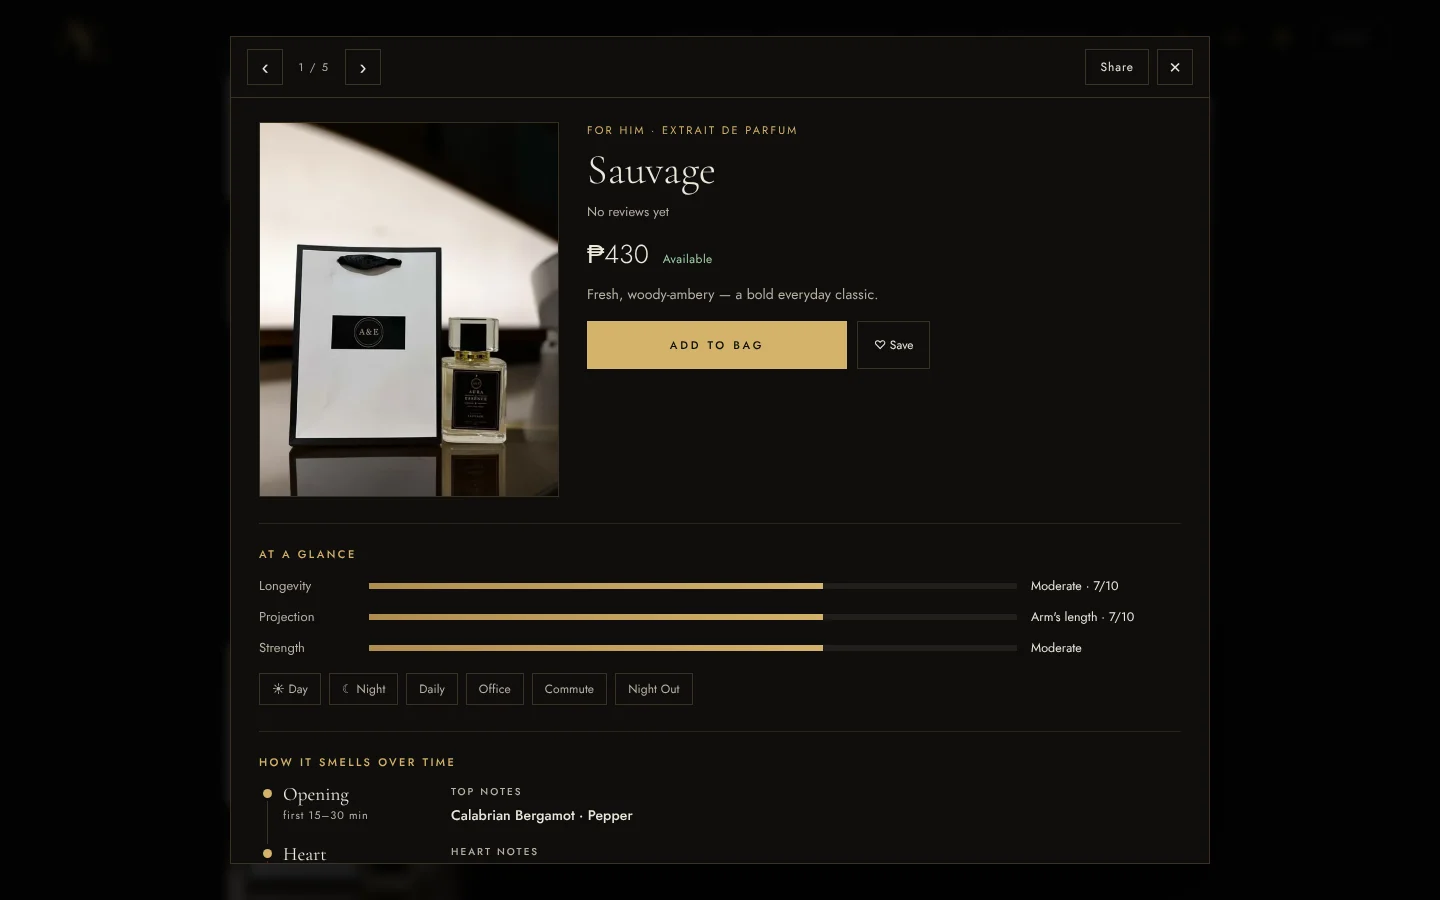 ‹ 1 / 5 › Share ✕
FOR HIM · EXTRAIT DE PARFUM
Sauvage
No reviews yet
₱430 Available
Fresh, woody-ambery — a bold everyday classic.
ADD TO BAG ♡ Save
A&E
AURA
ESSENCE
AT A GLANCE
Longevity Moderate · 7/10
Projection Arm's length · 7/10
Strength Moderate
☀ Day ☾ Night Daily Office Commute Night Out
HOW IT SMELLS OVER TIME
Opening TOP NOTES
first 15–30 min Calabrian Bergamot · Pepper
Heart HEART NOTES